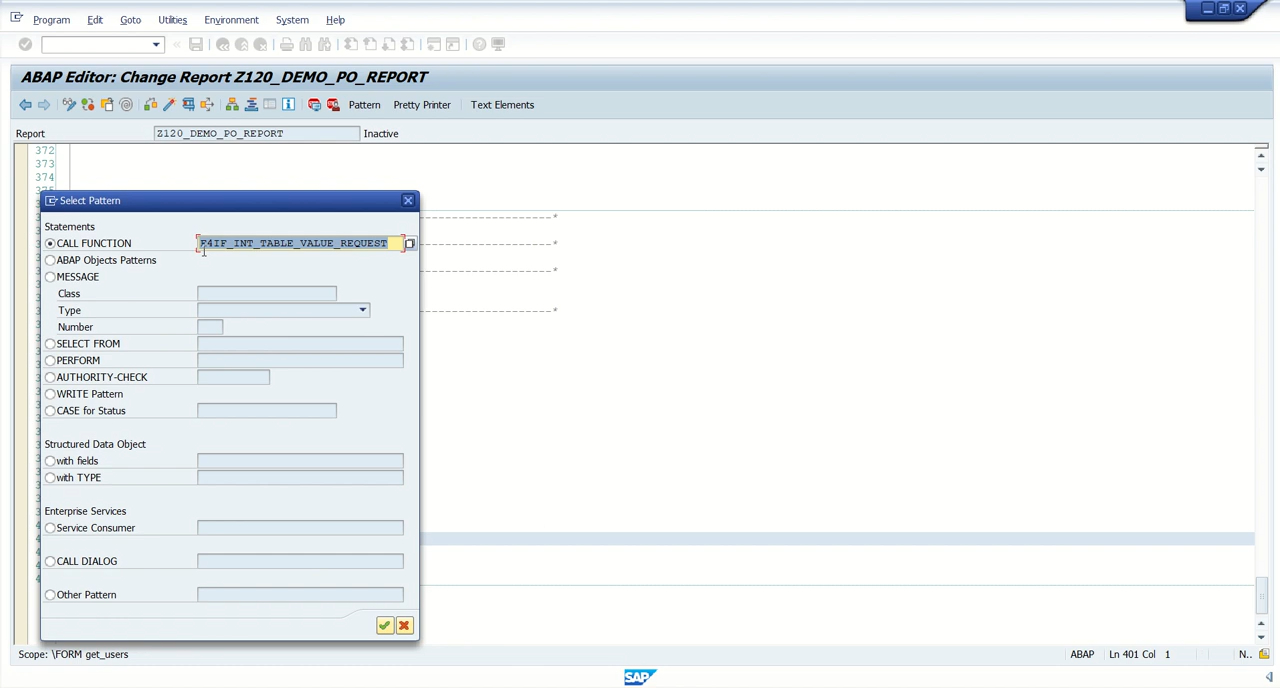 Program Edit Goto Utilities Environment System Help
ABAP Editor: Change Report Z120_DEMO_PO_REPORT
Pattern Pretty Printer Text Elements
Report Z120_DEMO_PO_REPORT Inactive
372
373
374
Select Pattern
Statements
CALL FUNCTION F4IF_INT_TABLE_VALUE_REQUEST
ABAP Objects Patterns
MESSAGE
Class
Type
Number
SELECT FROM
PERFORM
AUTHORITY-CHECK
WRITE Pattern
CASE for Status
Structured Data Object
with fields
with TYPE
Enterprise Services
Service Consumer
CALL DIALOG
Other Pattern
Scope: \FORM get_users ABAP Ln 401 Col 1 N..
SAP